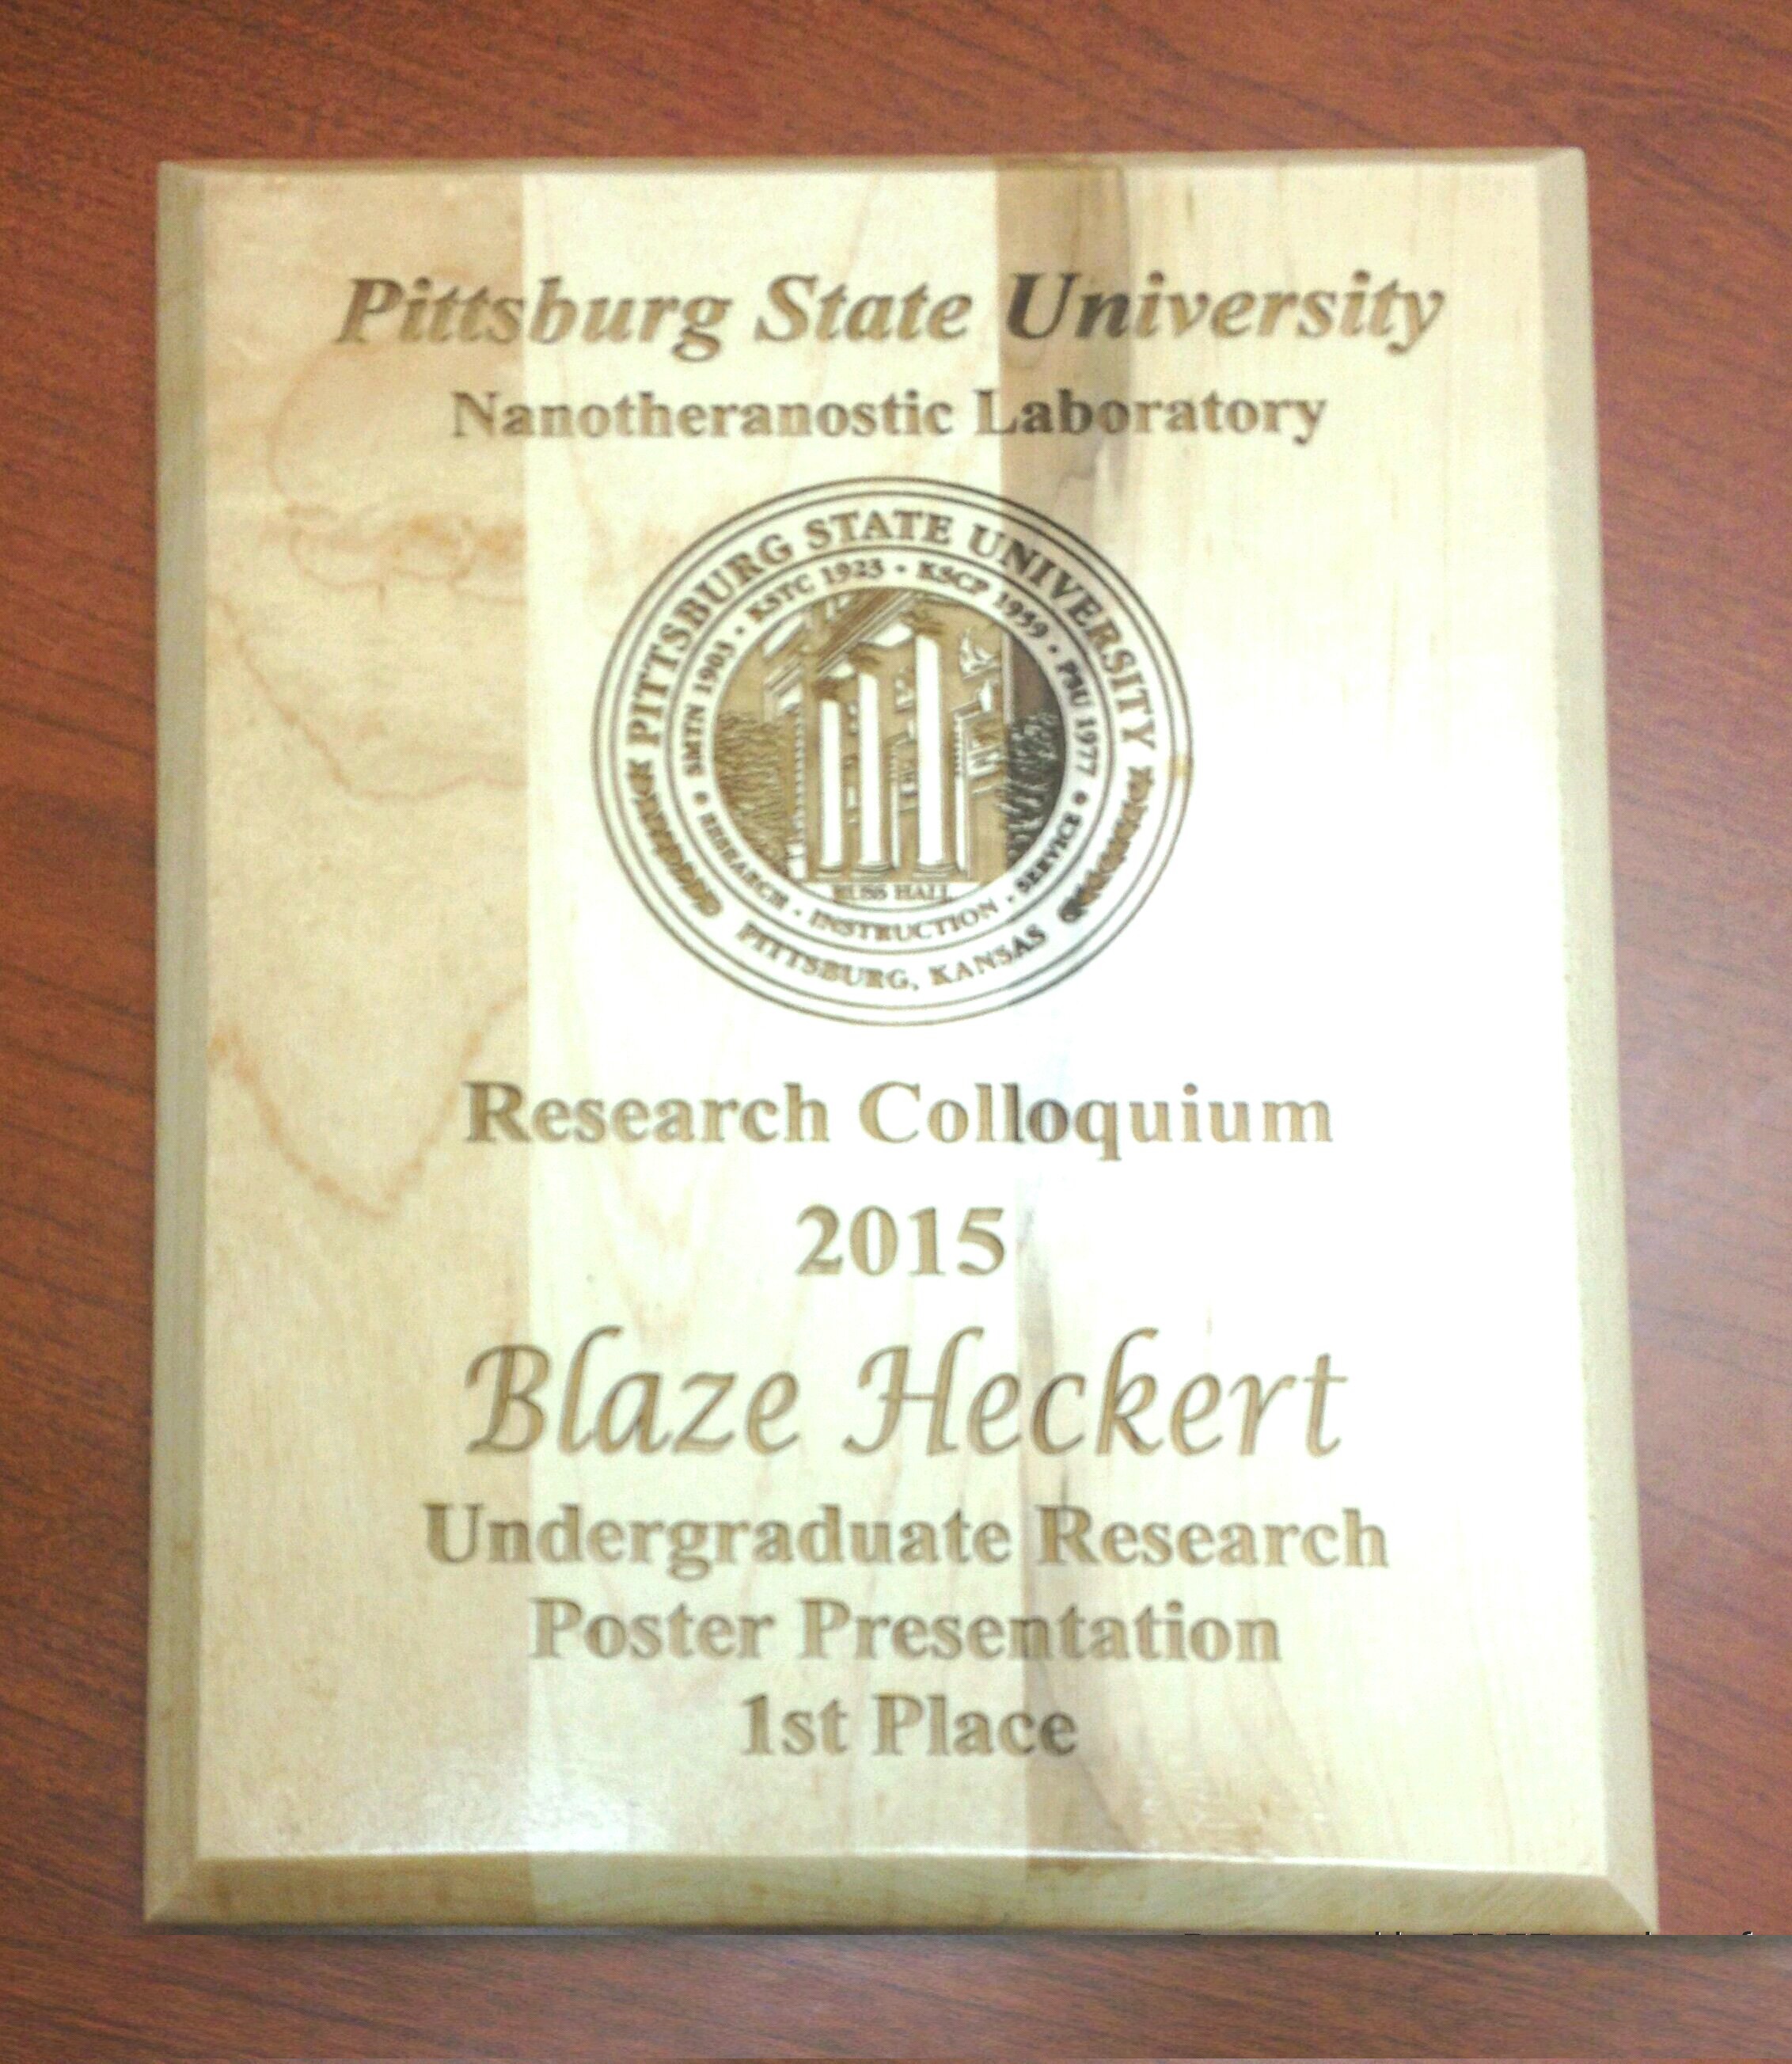 Pittsburg State University
Nanotheranostic Laboratory
PITTSBURG STATE UNIVERSITY
SMTN 1903 • KSTC 1923 • KSCP 1959 • PSU 1977
RUSS HALL
RESEARCH • INSTRUCTION • SERVICE
PITTSBURG, KANSAS
Research Colloquium
2015
Blaze Heckert
Undergraduate Research
Poster Presentation
1st Place